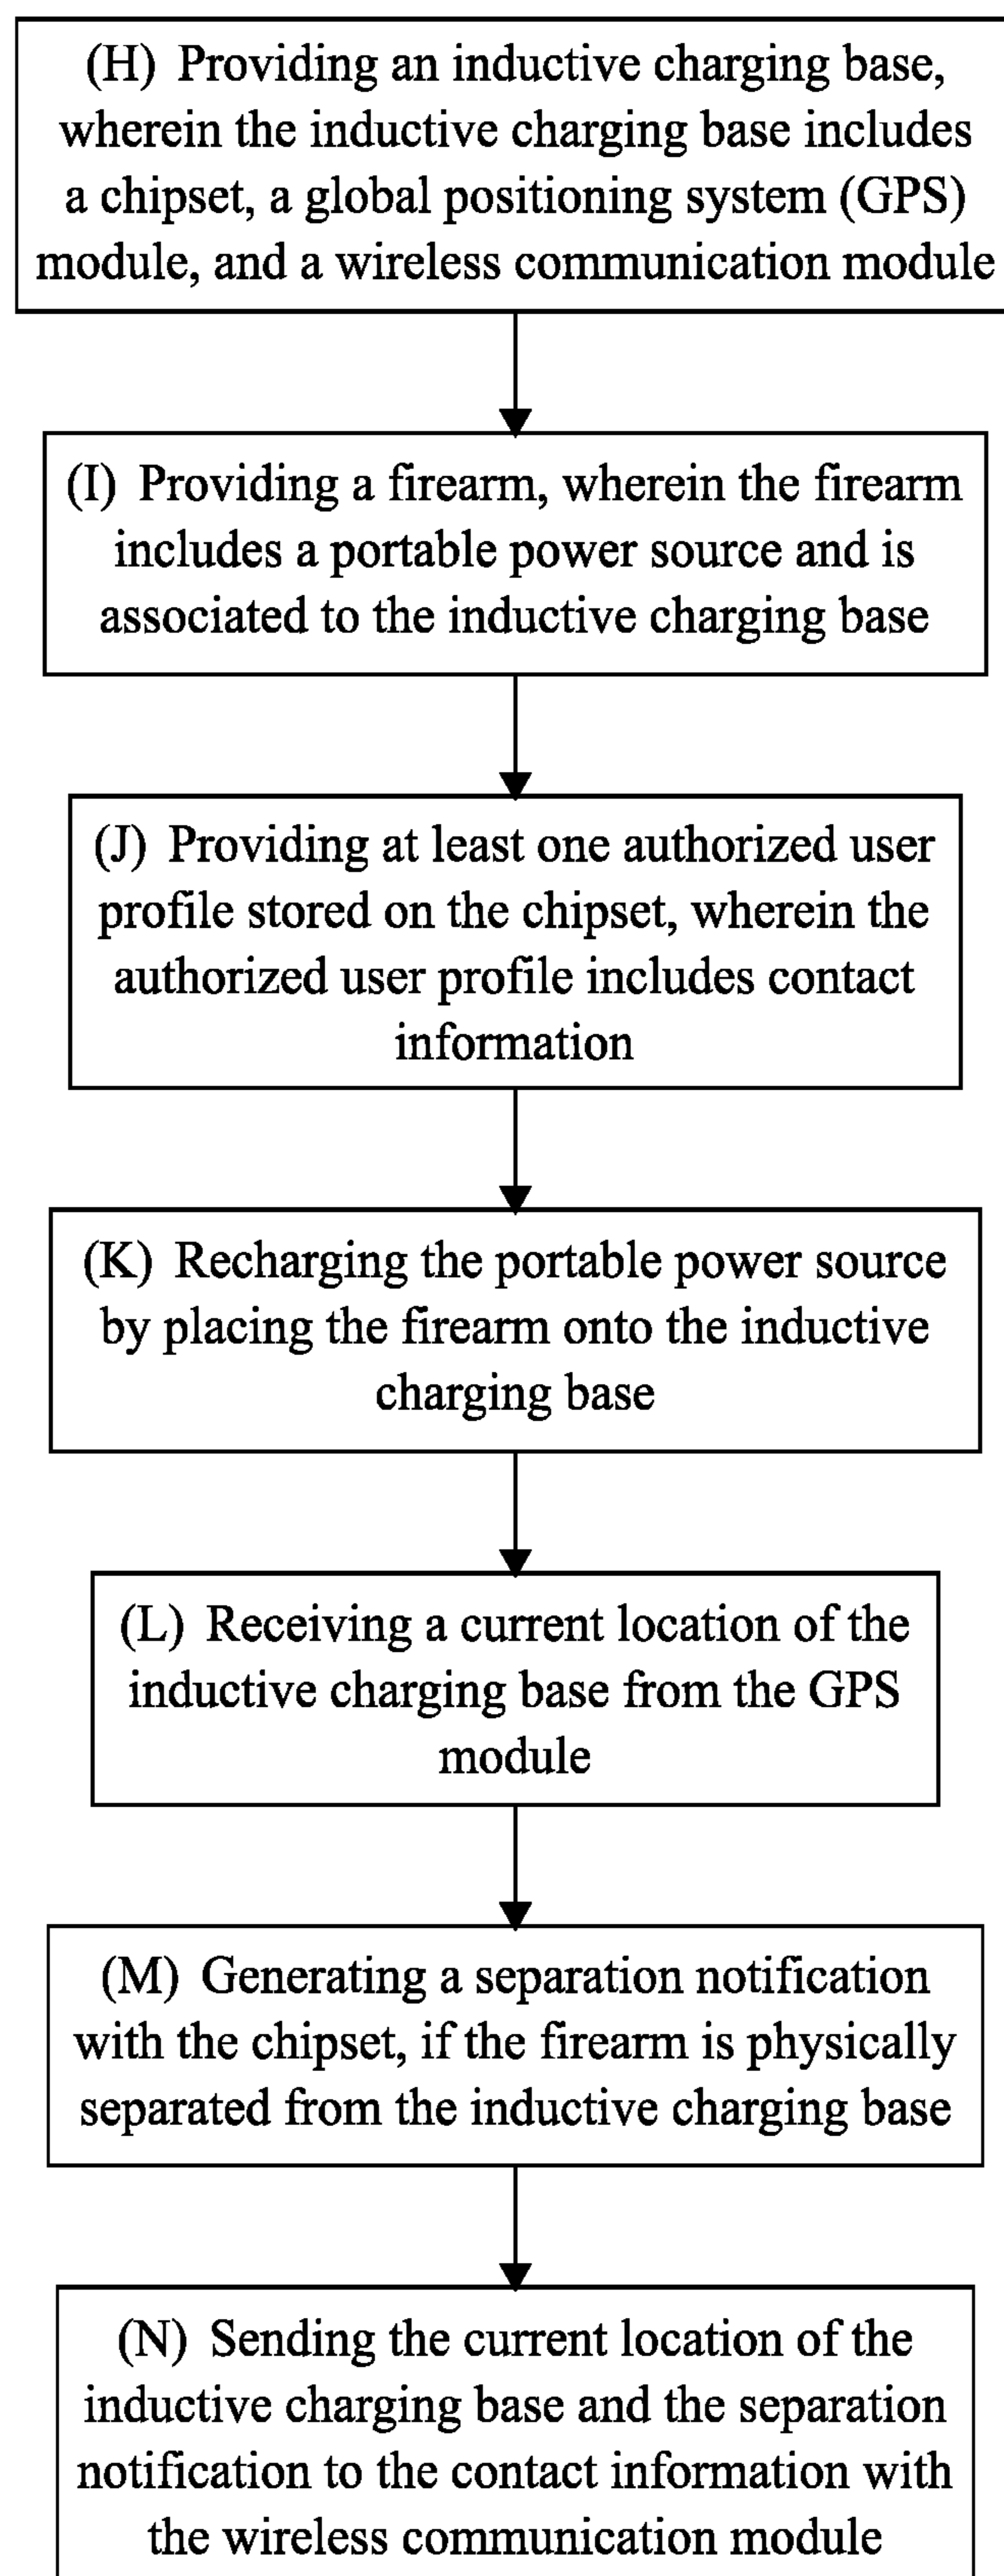 (H) Providing an inductive charging base,
wherein the inductive charging base includes
a chipset, a global positioning system (GPS)
module, and a wireless communication module
(I) Providing a firearm, wherein the firearm
includes a portable power source and is
associated to the inductive charging base
(J) Providing at least one authorized user
profile stored on the chipset, wherein the
authorized user profile includes contact
information
(K) Recharging the portable power source
by placing the firearm onto the inductive
charging base
(L) Receiving a current location of the
inductive charging base from the GPS
module
(M) Generating a separation notification
with the chipset, if the firearm is physically
separated from the inductive charging base
(N) Sending the current location of the
inductive charging base and the separation
notification to the contact information with
the wireless communication module